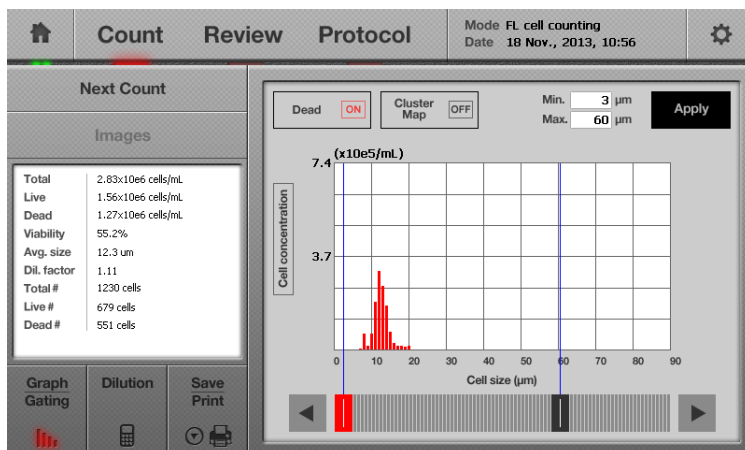 Count
Review
Protocol
Mode FL cell counting
Date 18 Nov., 2013, 10:56
Next Count
Images
Total 2.83x10e6 cells/mL
Live 1.56x10e6 cells/mL
Dead 1.27x10e6 cells/mL
Viability 55.2%
Avg. size 12.3 um
Dil. factor 1.11
Total # 1230 cells
Live # 679 cells
Dead # 551 cells
Graph
Gating
Dilution
Save
Print
Dead ON
Cluster
Map
OFF
Min. 3 μm
Max. 60 μm
Apply
(x10e5/mL)
7.4
3.7
Cell concentration
0 10 20 30 40 50 60 70 80 90
Cell size (μm)